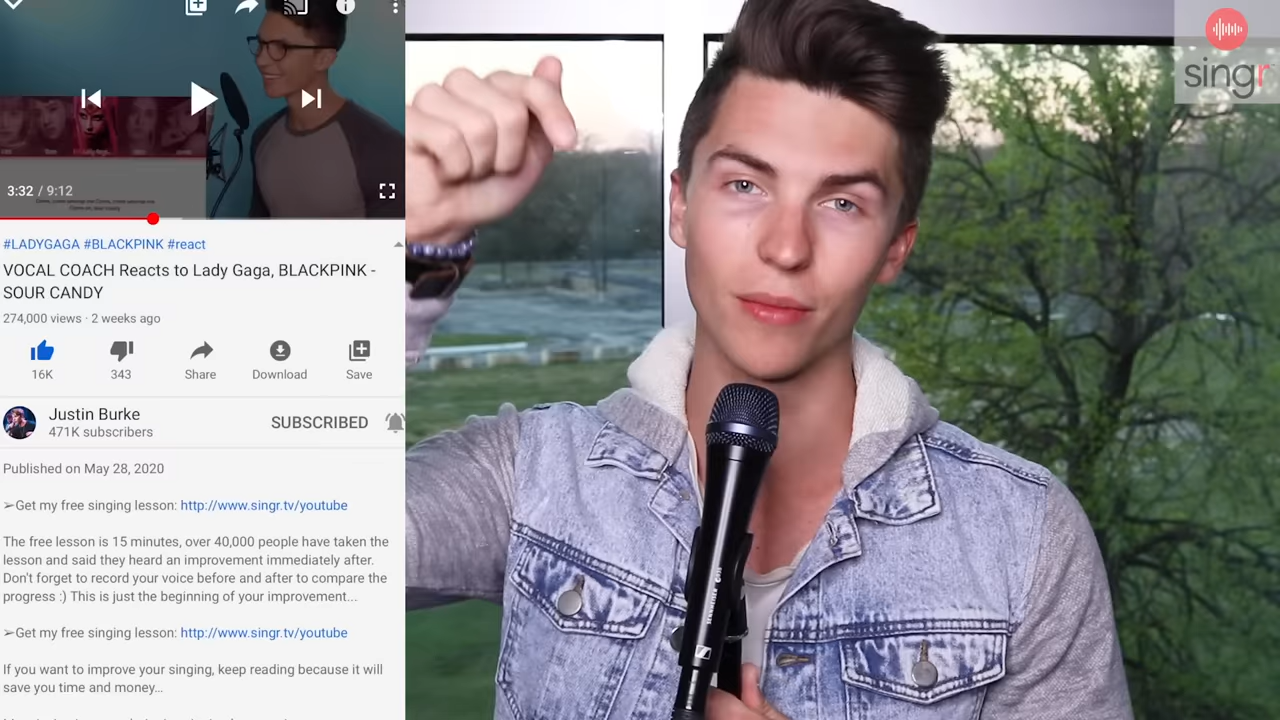 singr
3:32 / 9:12
#LADYGAGA #BLACKPINK #react
VOCAL COACH Reacts to Lady Gaga, BLACKPINK -
SOUR CANDY
274,000 views · 2 weeks ago
16K 343 Share Download Save
Justin Burke
471K subscribers
SUBSCRIBED
Published on May 28, 2020
➢Get my free singing lesson: http://www.singr.tv/youtube
The free lesson is 15 minutes, over 40,000 people have taken the
lesson and said they heard an improvement immediately after.
Don't forget to record your voice before and after to compare the
progress :) This is just the beginning of your improvement...
➢Get my free singing lesson: http://www.singr.tv/youtube
If you want to improve your singing, keep reading because it will
save you time and money...
SENNHEISER